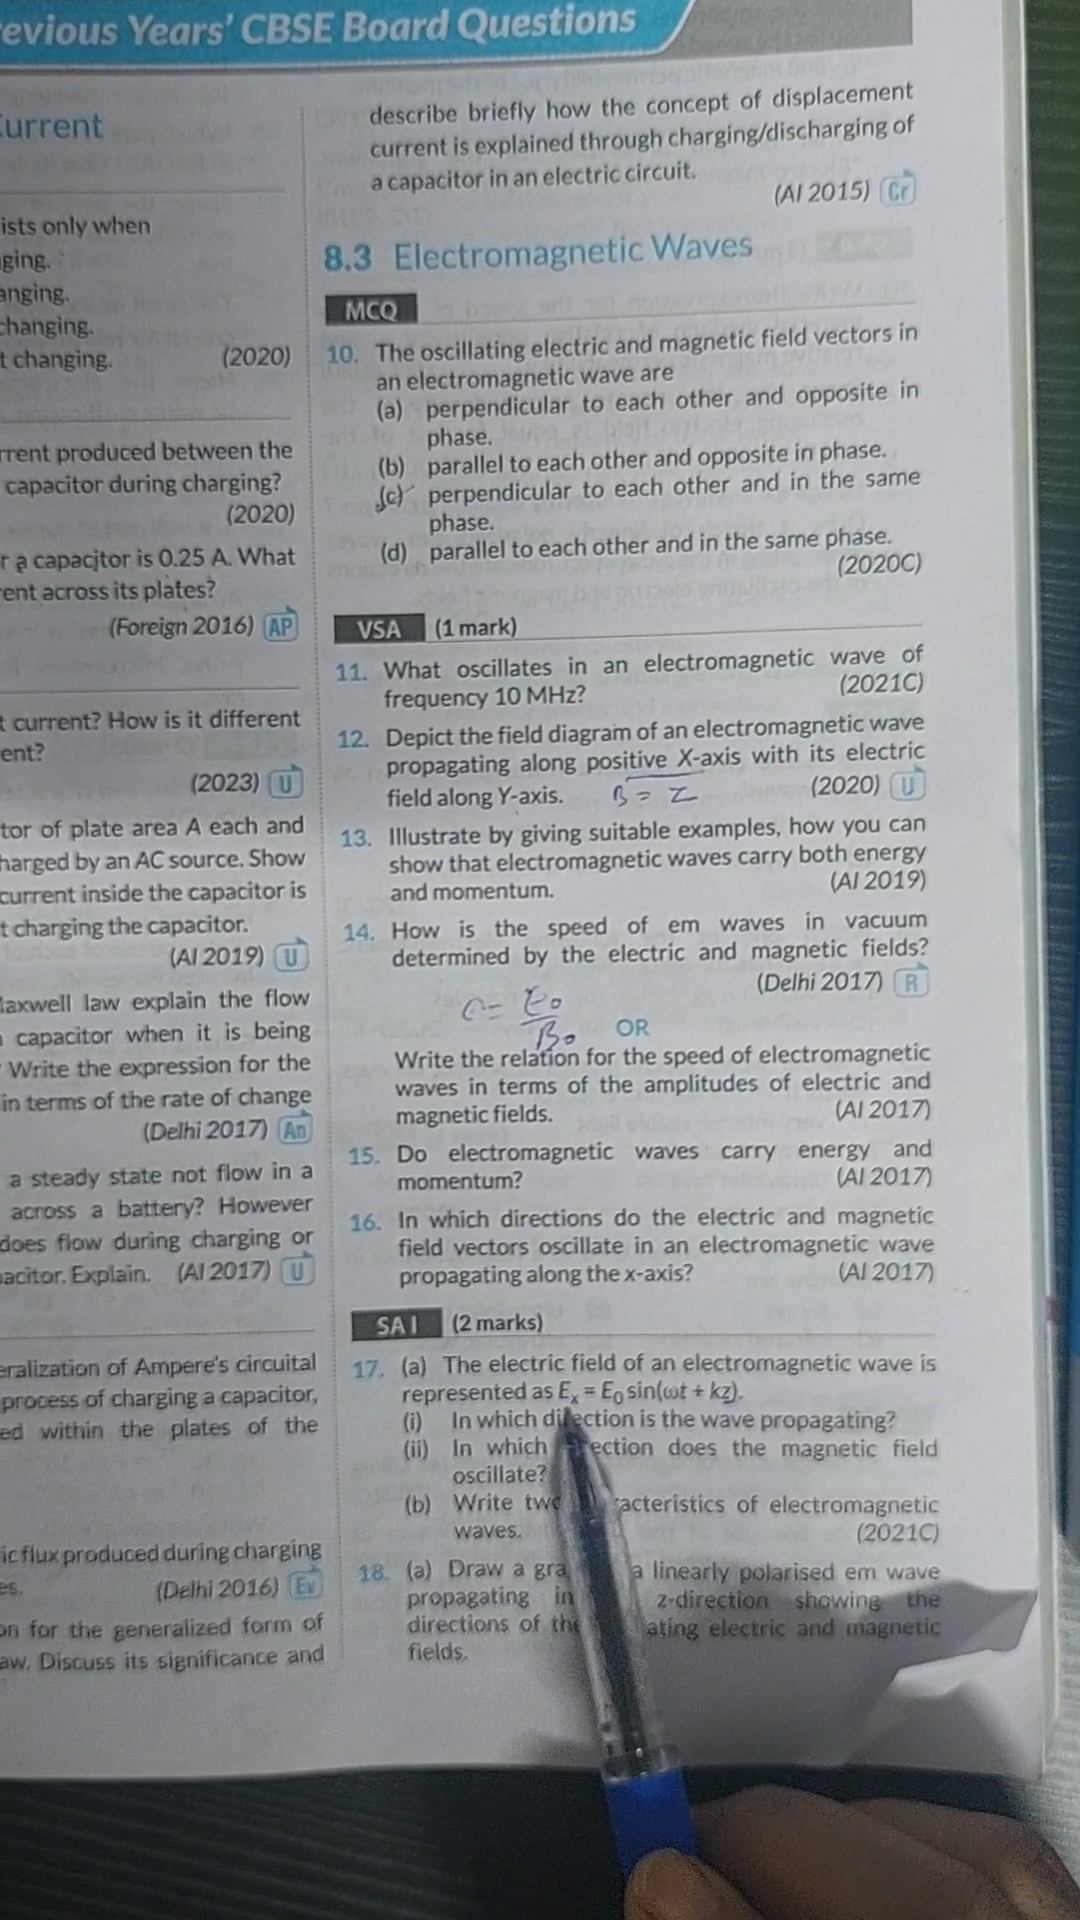 evious Years' CBSE Board Questions
Current
ists only when
ging.
anging.
changing.
t changing. (2020)
rrent produced between the
capacitor during charging?
(2020)
r a capacitor is 0.25 A. What
rent across its plates?
(Foreign 2016) AP
t current? How is it different
ent?
(2023) U
tor of plate area A each and
harged by an AC source. Show
current inside the capacitor is
t charging the capacitor.
(AI 2019) U
Maxwell law explain the flow
capacitor when it is being
Write the expression for the
in terms of the rate of change
(Delhi 2017) An
a steady state not flow in a
across a battery? However
does flow during charging or
pacitor. Explain. (AI 2017) U
eralization of Ampere's circuital
process of charging a capacitor,
ed within the plates of the
ic flux produced during charging
es. (Delhi 2016) Ev
on for the generalized form of
aw. Discuss its significance and
describe briefly how the concept of displacement
current is explained through charging/discharging of
a capacitor in an electric circuit.
(AI 2015) Cr
8.3 Electromagnetic Waves
MCQ
10. The oscillating electric and magnetic field vectors in
an electromagnetic wave are
(a) perpendicular to each other and opposite in
phase.
(b) parallel to each other and opposite in phase.
(c) perpendicular to each other and in the same
phase.
(d) parallel to each other and in the same phase.
(2020C)
VSA (1 mark)
11. What oscillates in an electromagnetic wave of
frequency 10 MHz? (2021C)
12. Depict the field diagram of an electromagnetic wave
propagating along positive X-axis with its electric
field along Y-axis. B = Z (2020) U
13. Illustrate by giving suitable examples, how you can
show that electromagnetic waves carry both energy
and momentum. (AI 2019)
14. How is the speed of em waves in vacuum
determined by the electric and magnetic fields?
(Delhi 2017) R
c = E₀/B₀
OR
Write the relation for the speed of electromagnetic
waves in terms of the amplitudes of electric and
magnetic fields. (AI 2017)
15. Do electromagnetic waves carry energy and
momentum? (AI 2017)
16. In which directions do the electric and magnetic
field vectors oscillate in an electromagnetic wave
propagating along the x-axis? (AI 2017)
SA I (2 marks)
17. (a) The electric field of an electromagnetic wave is
represented as Eₓ = E₀ sin(ωt + kz).
(i) In which direction is the wave propagating?
(ii) In which rection does the magnetic field
oscillate?
(b) Write two racteristics of electromagnetic
waves. (2021C)
18. (a) Draw a gra a linearly polarised em wave
propagating in z-direction showing the
directions of the ating electric and magnetic
fields.